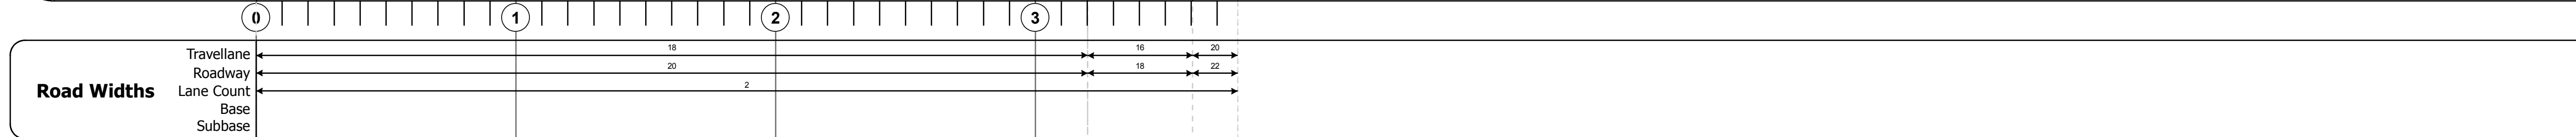 0 1 2 3
Travellane 18 16 20
Roadway 20 18 22
Road Widths Lane Count 2
Base
Subbase